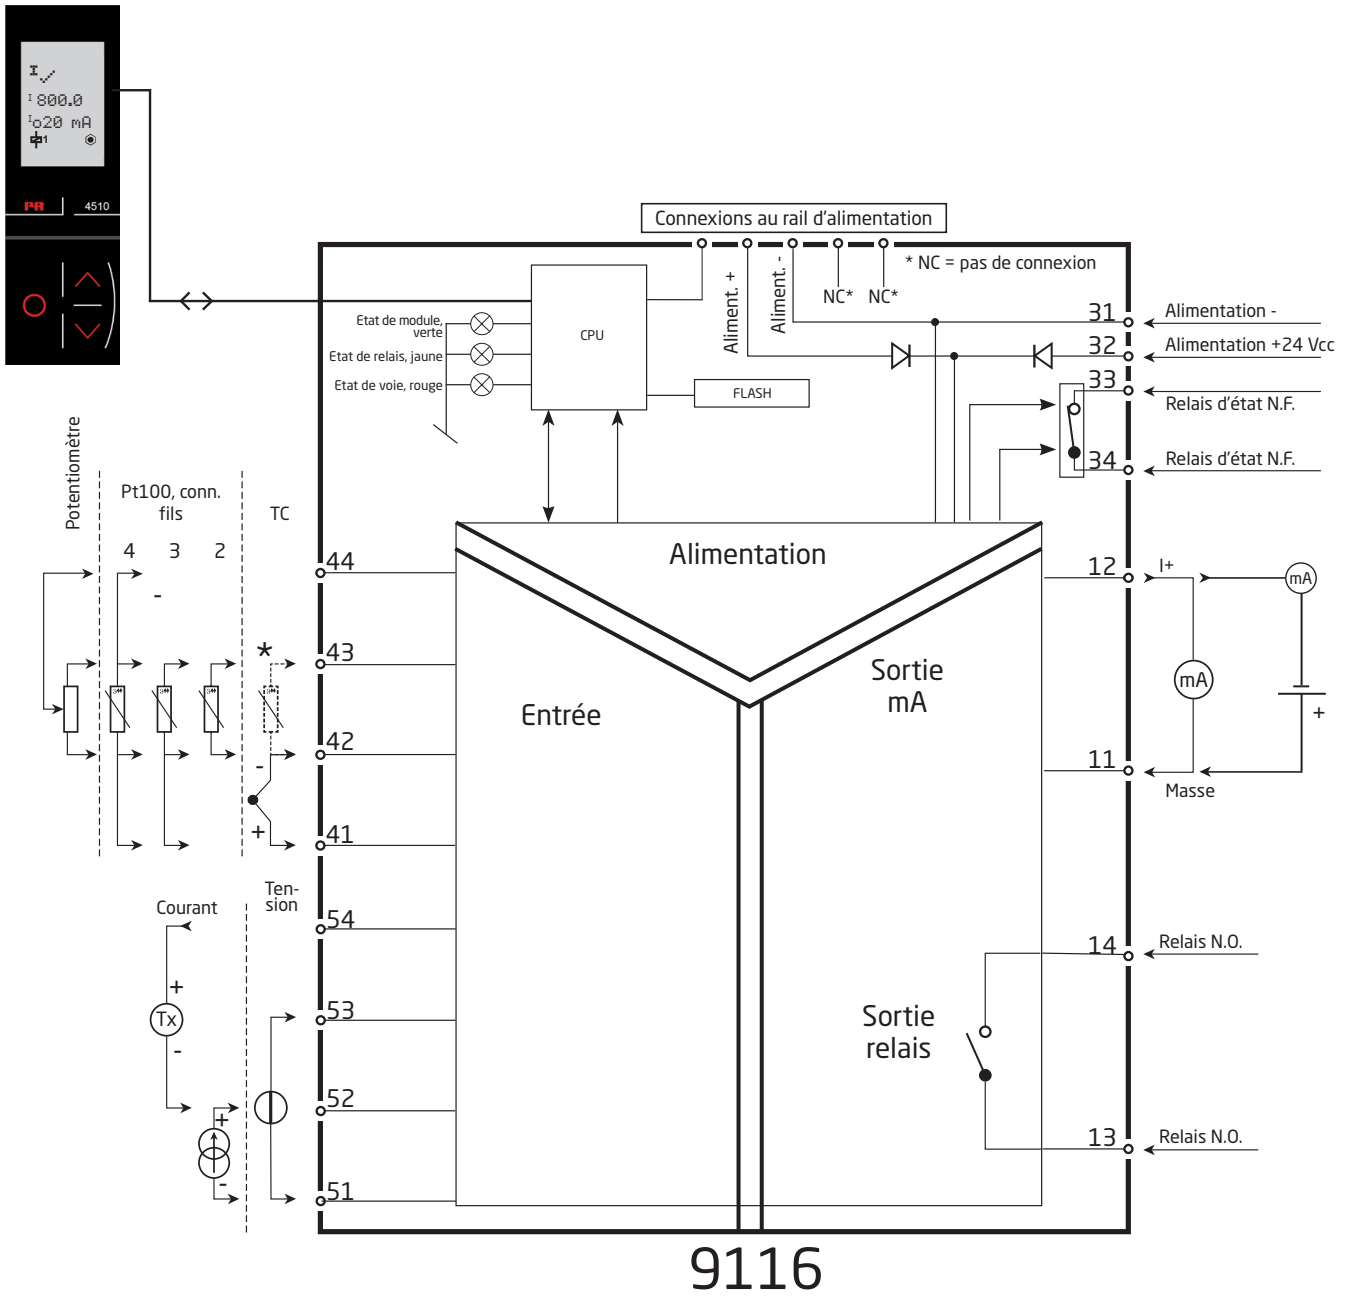 I
I 800.0
Io20 mA
1
PR
4510
Connexions au rail d'alimentation
* NC = pas de connexion
Aliment. +
Aliment. -
NC*
NC*
CPU
Etat de module,
verte
Etat de relais, jaune
Etat de voie, rouge
FLASH
31
Alimentation -
32
Alimentation +24 Vcc
33
Relais d'état N.F.
34
Relais d'état N.F.
Potentiomètre
Pt100, conn.
fils
4
3
2
TC
-
*
-
+
44
43
42
41
Alimentation
Entrée
Sortie
mA
12
I+
mA
mA
+
11
Masse
Courant
Ten-
sion
+
Tx
-
+
-
54
53
52
51
14
Relais N.O.
Sortie
relais
13
Relais N.O.
9116